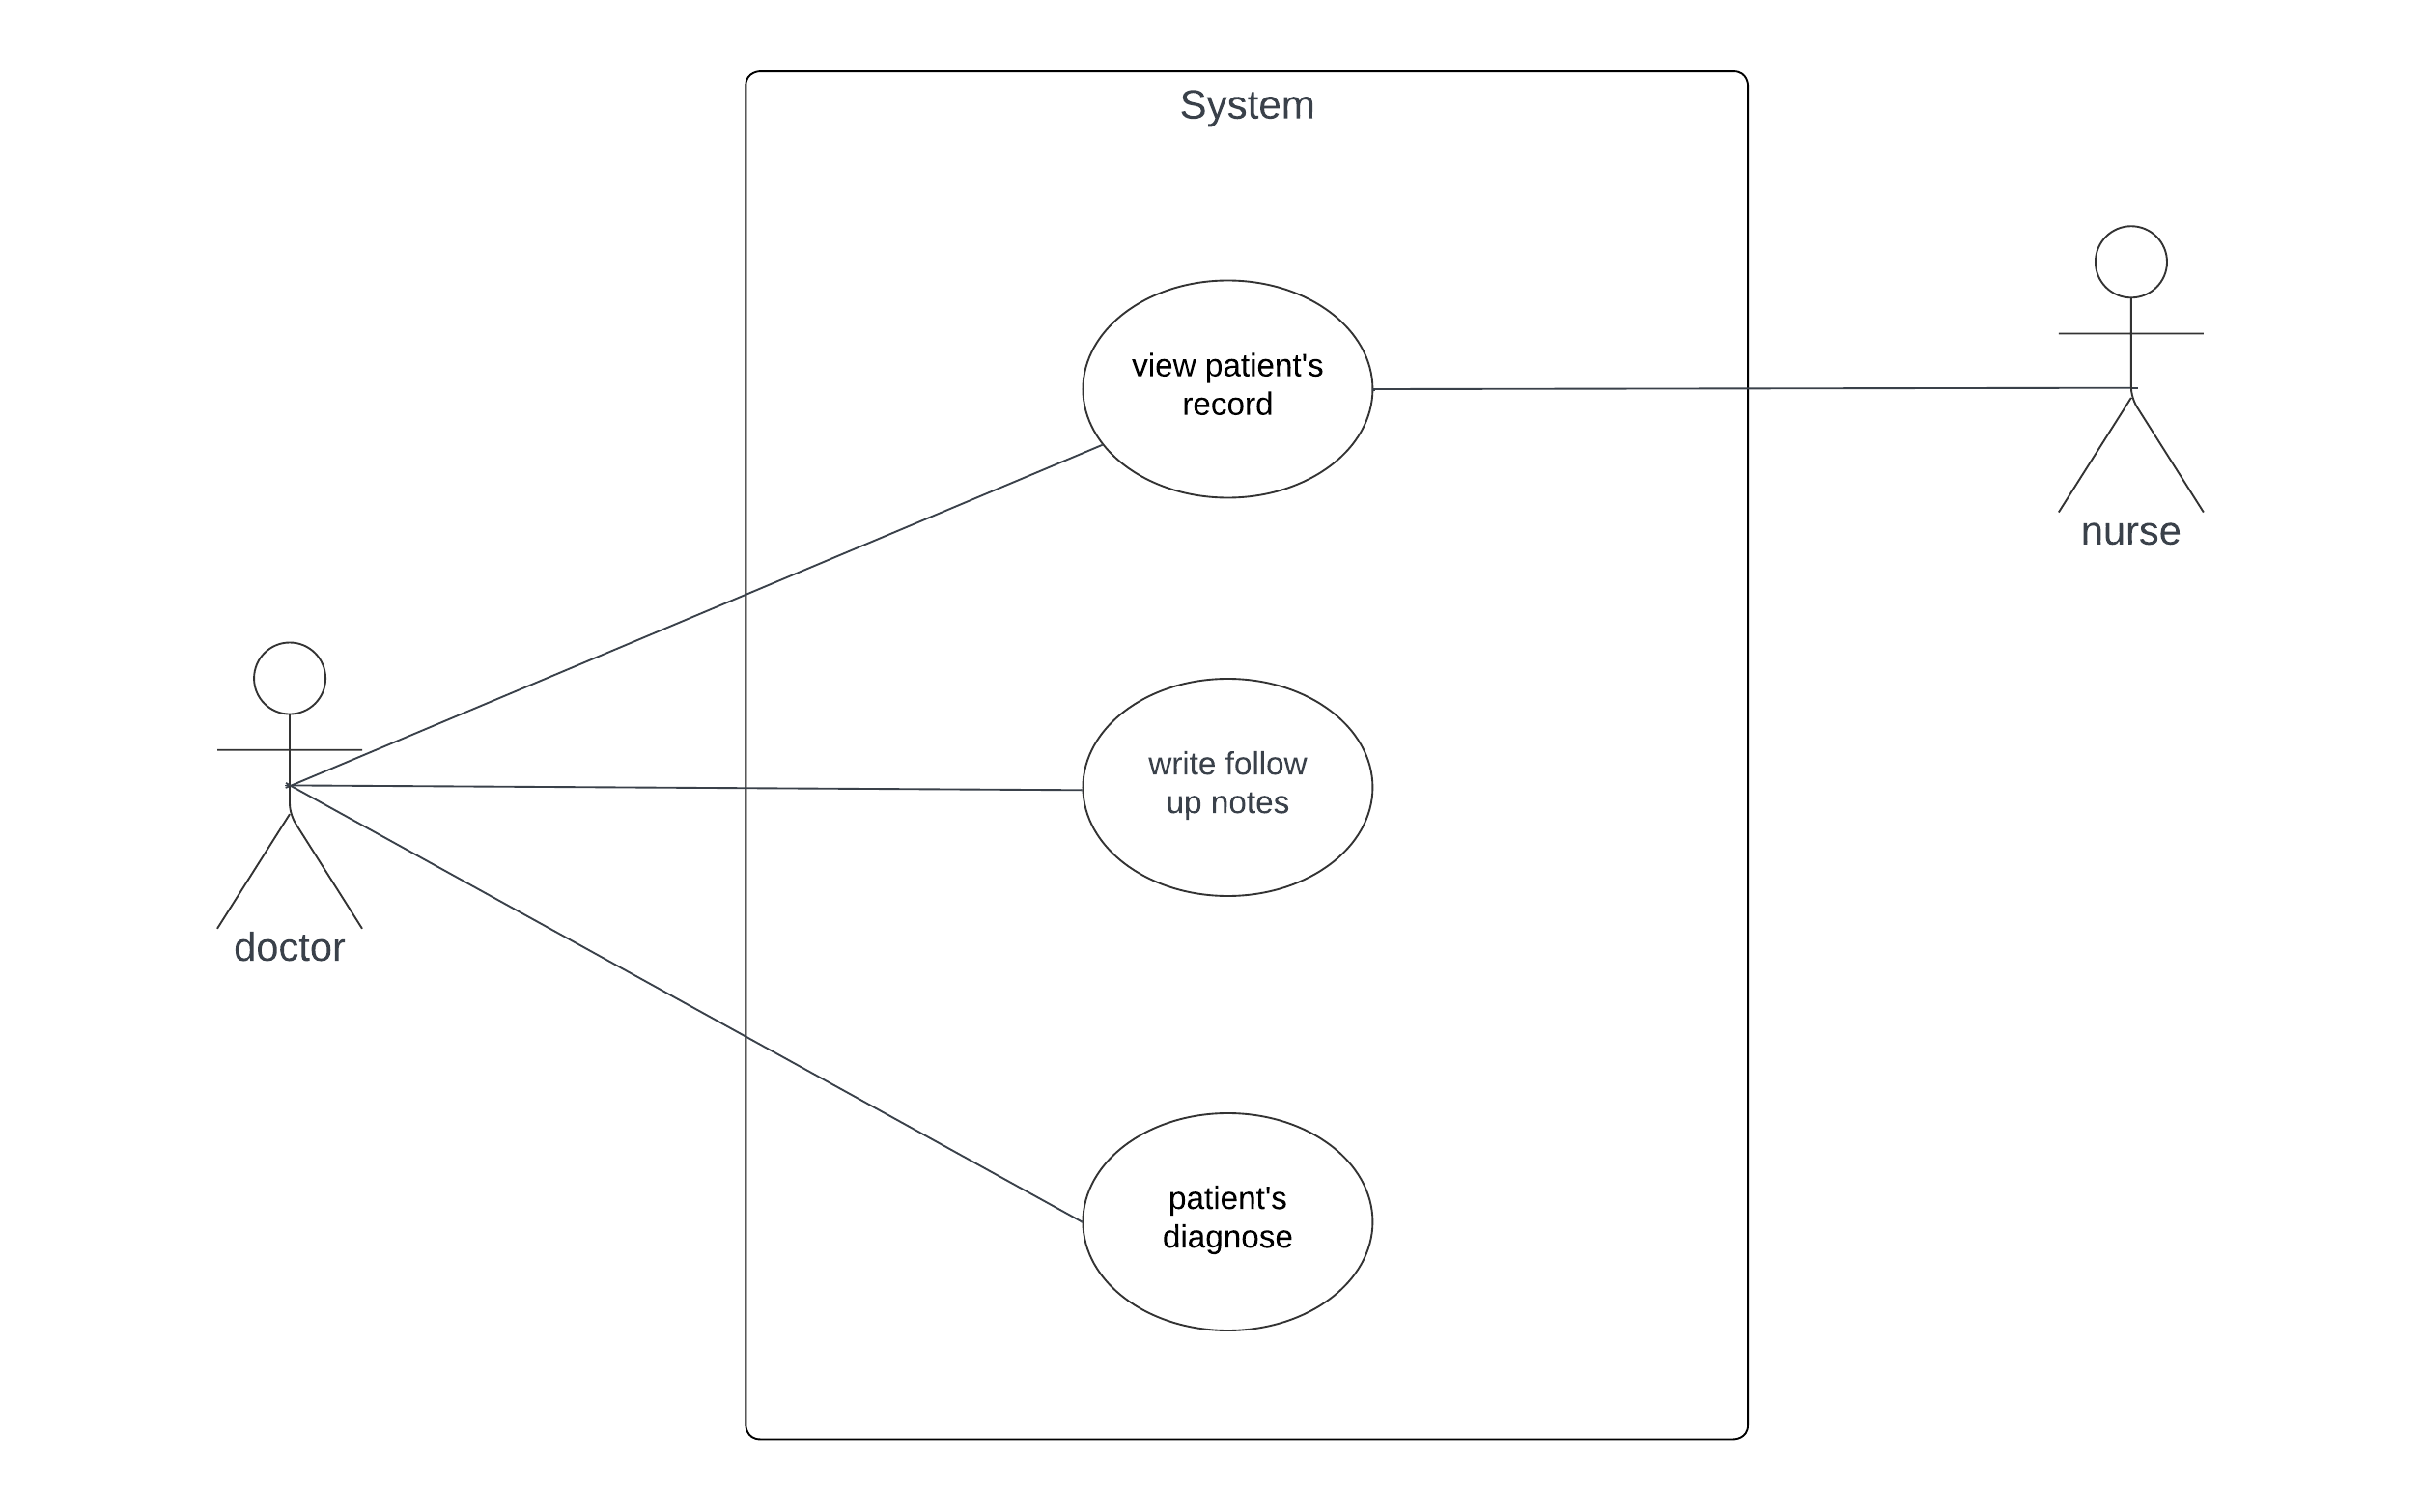 System
view patient's
record
nurse
write follow
up notes
doctor
patient's
diagnose